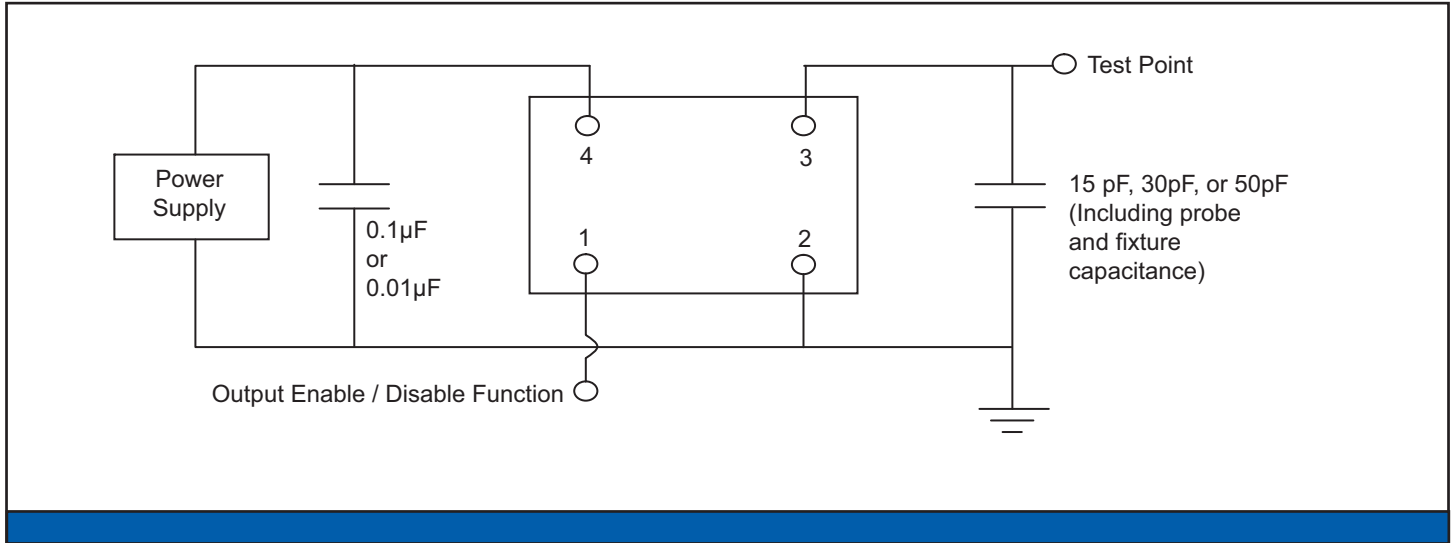 Test Point
4
3
Power
Supply
15 pF, 30pF, or 50pF
(Including probe
and fixture
capacitance)
0.1µF
or
0.01µF
1
2
Output Enable / Disable Function